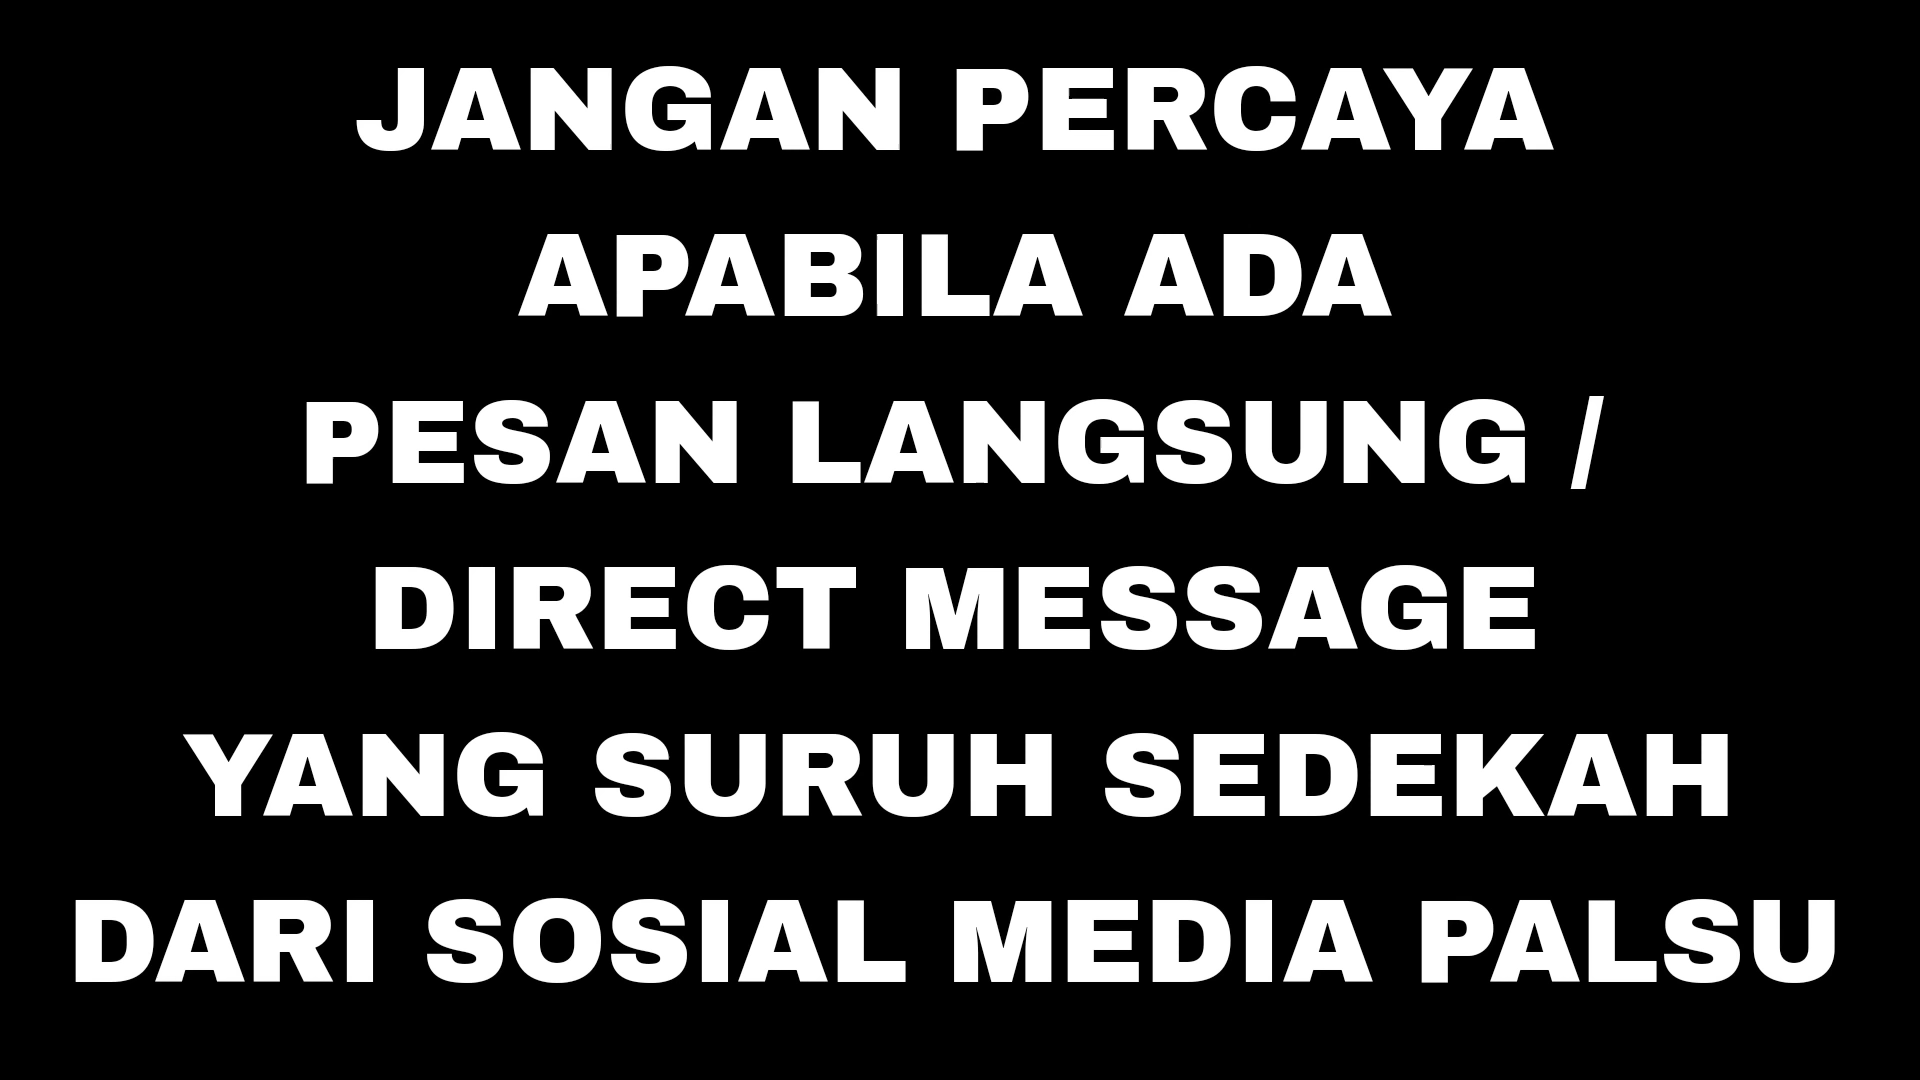 JANGAN PERCAYA
APABILA ADA
PESAN LANGSUNG /
DIRECT MESSAGE
YANG SURUH SEDEKAH
DARI SOSIAL MEDIA PALSU